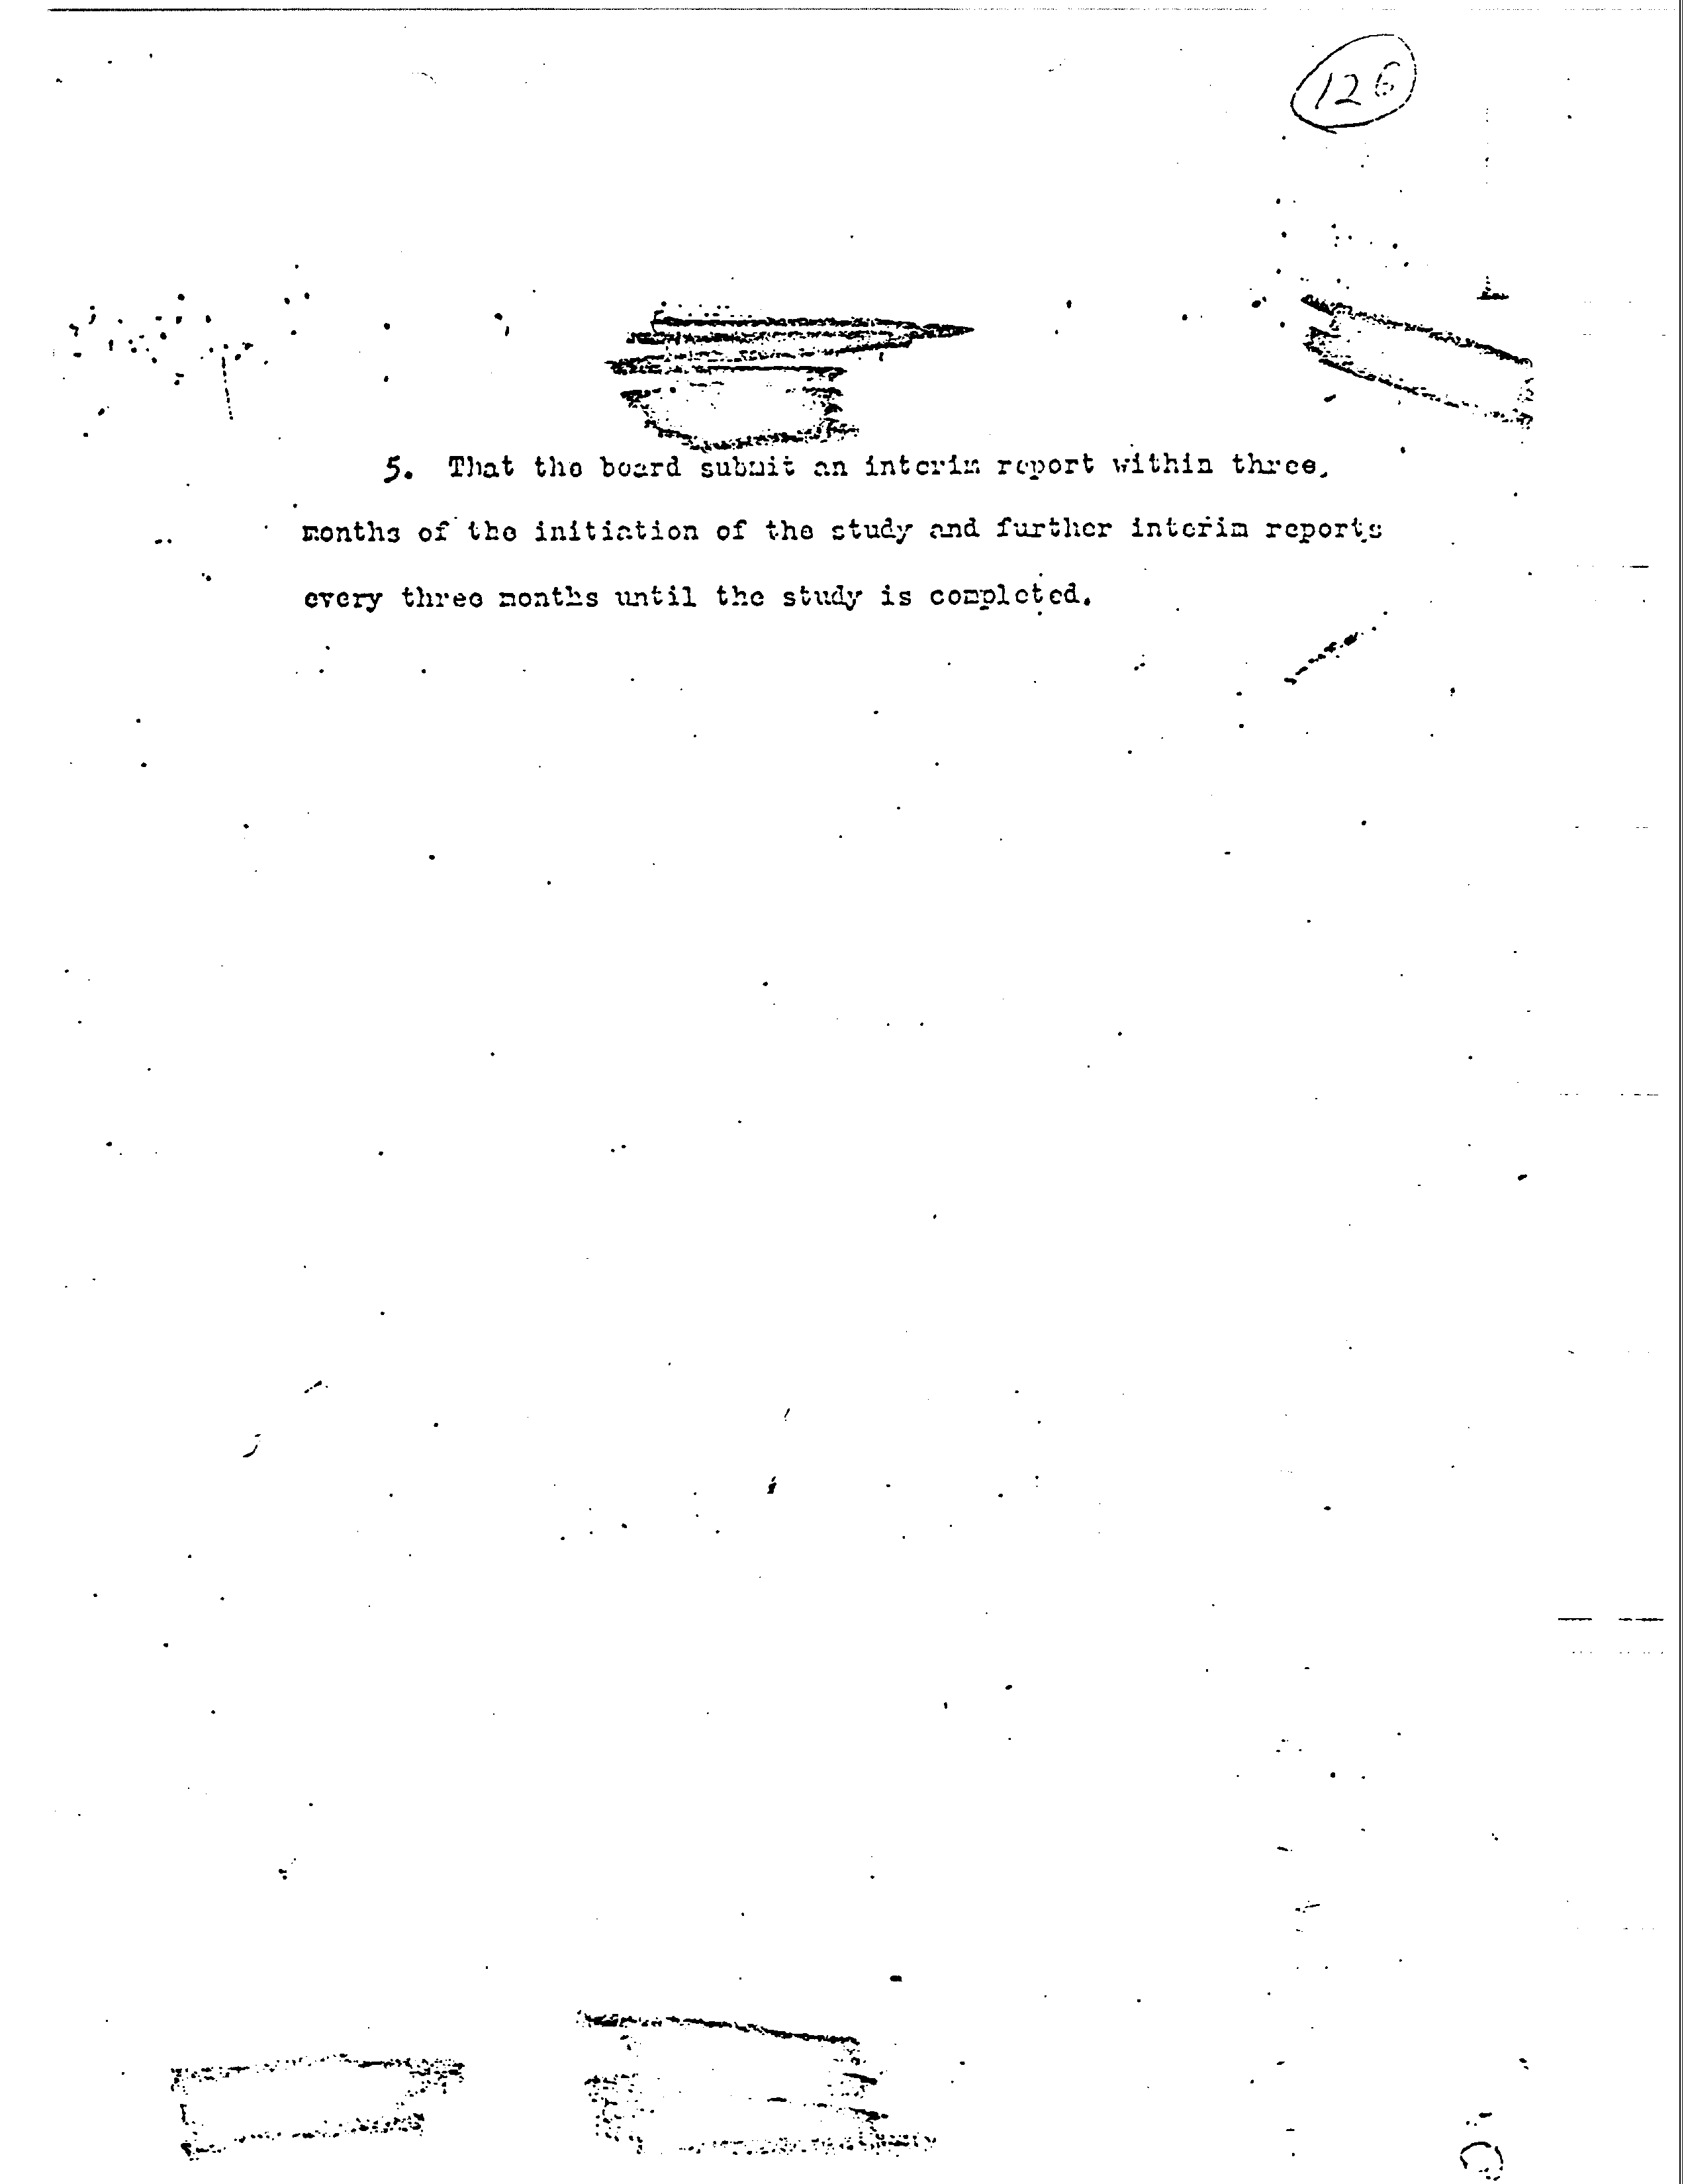 126
5. That the board submit an interim report within three
months of the initiation of the study and further interim reports
every three months until the study is completed.